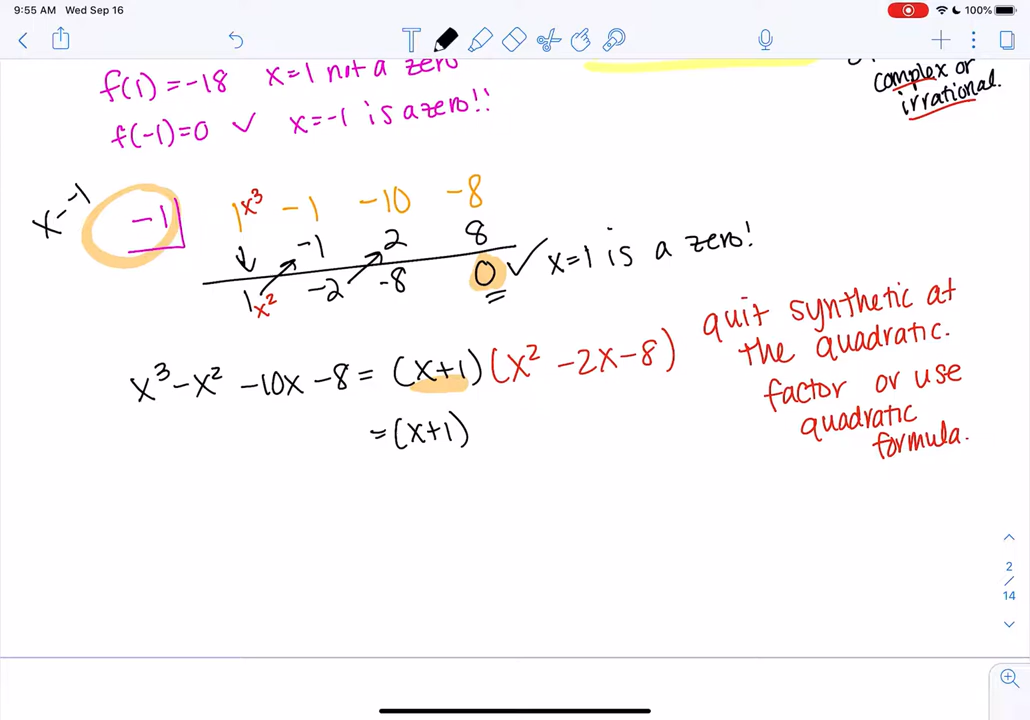 9:55 AM Wed Sep 16
100%
T
f(1)=-18 x=1 not a zero
complex or
irrational.
f(-1)=0 ✓ x=-1 is a zero!!
x--1
-1 1x³ -1 -10 -8
-1 2 8
1x² -2 -8 0 ✓ x=1 is a zero!
quit synthetic at
the quadratic.
factor or use
quadratic
formula.
x³-x²-10x-8=(x+1)(x²-2x-8)
=(x+1)
2
/
14